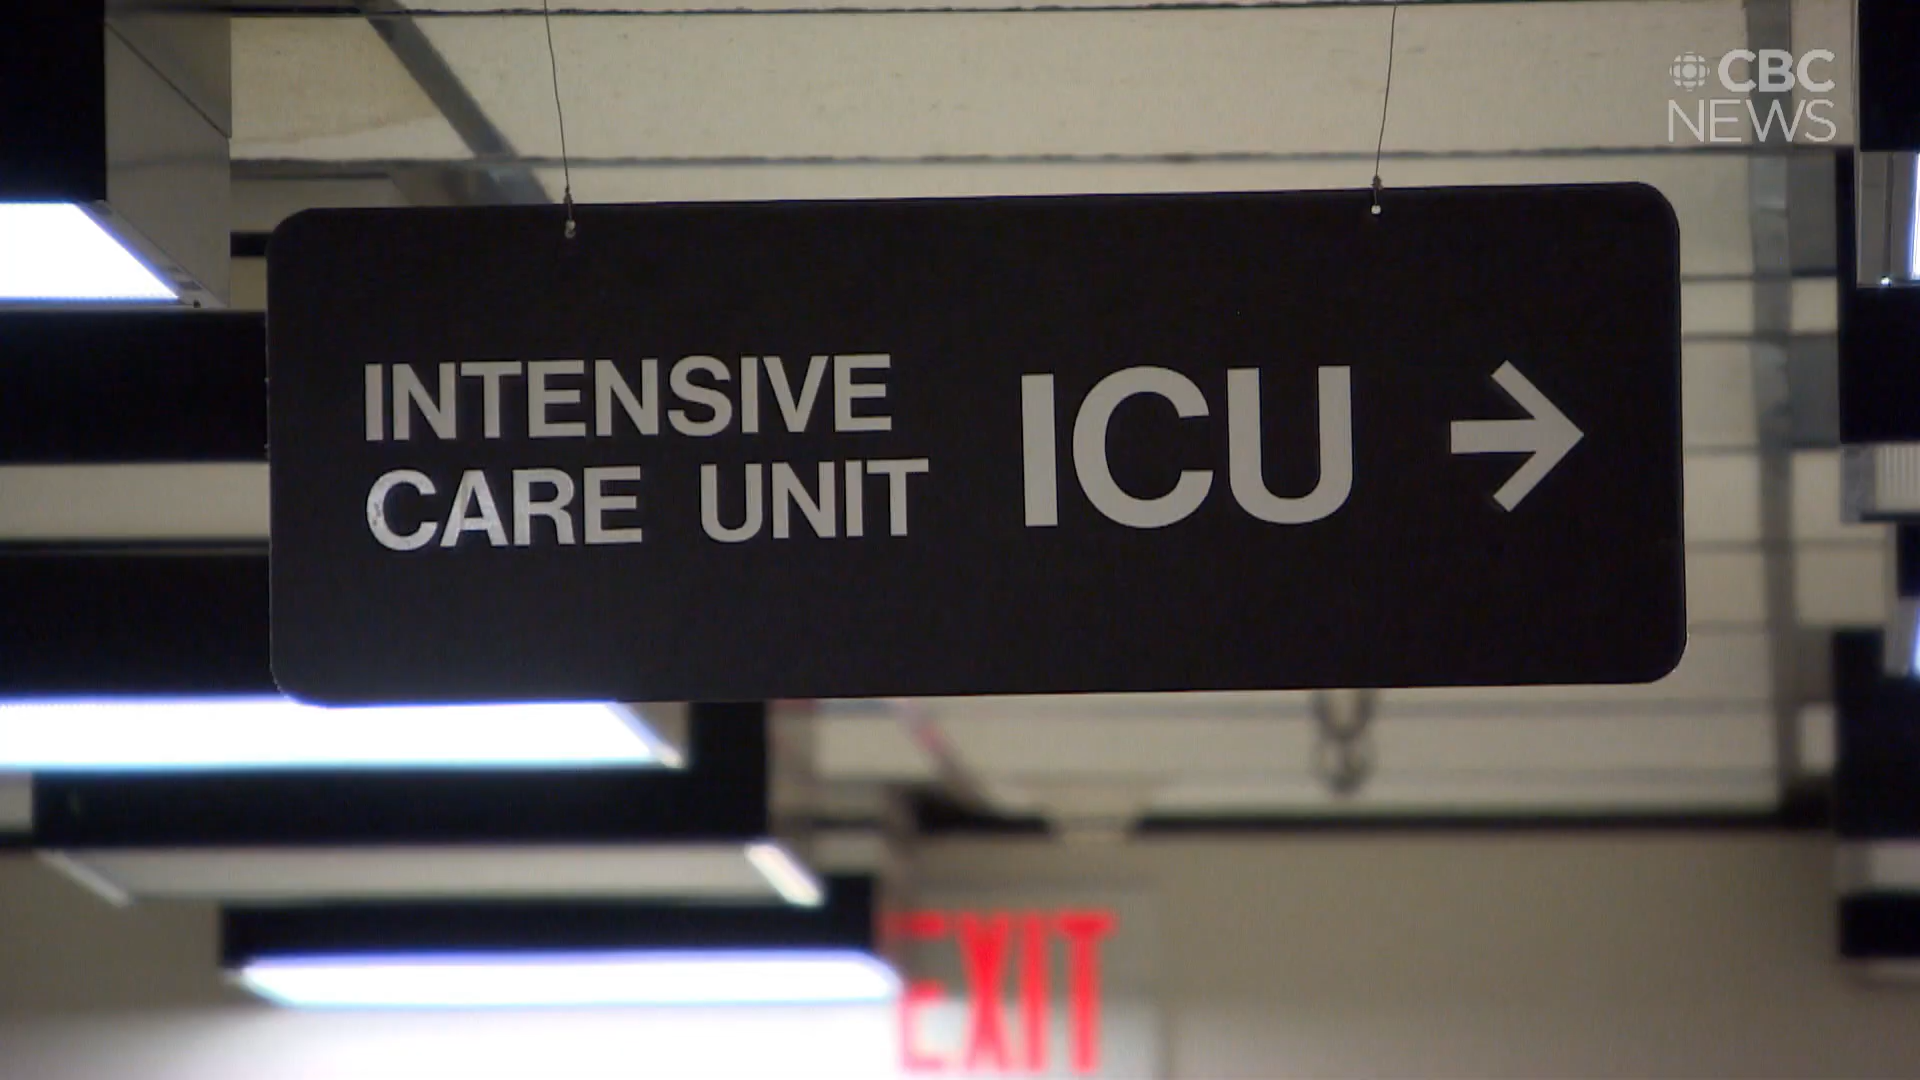 CBC
NEWS
INTENSIVE
CARE UNIT
ICU →
EXIT